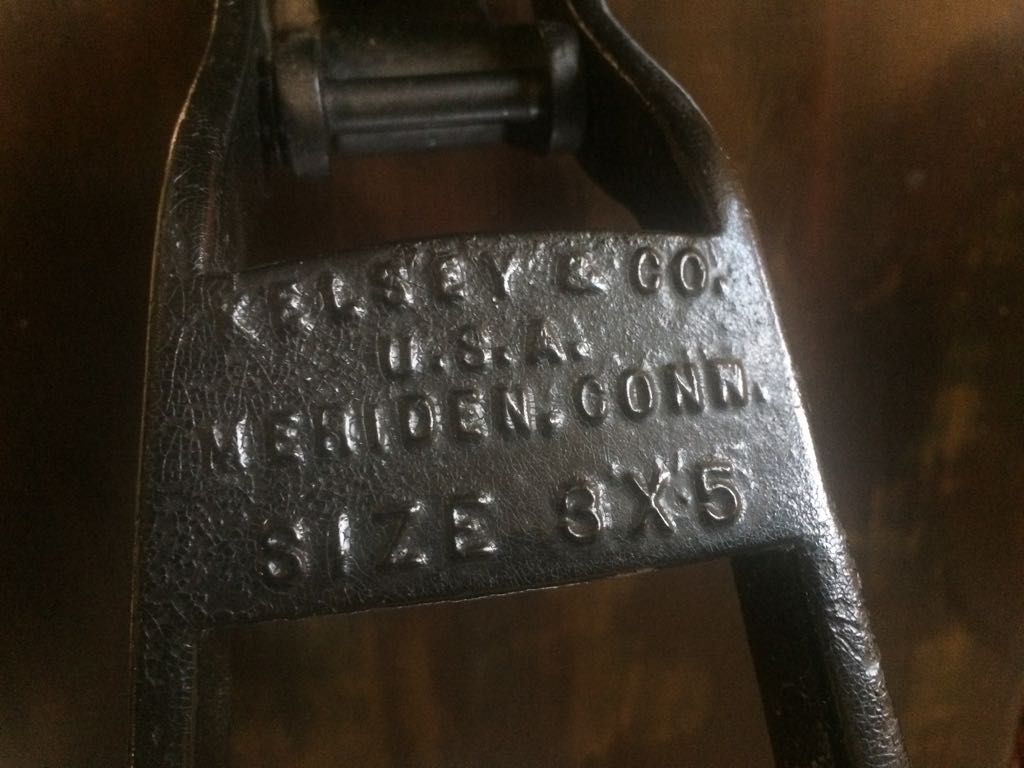 KELSEY & CO.
U.S.A.
MERIDEN. CONN.
SIZE 3X5